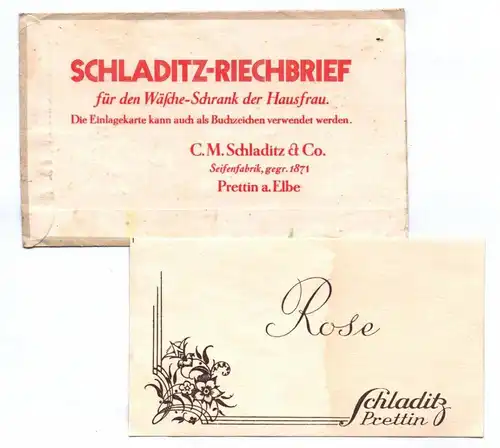 SCHLADITZ-RIECHBRIEF
für den Wäſche-Schrank der Hausfrau.
Die Einlagekarte kann auch als Buchzeichen verwendet werden.
C. M. Schladitz & Co.
Seifenfabrik, gegr. 1871
Prettin a. Elbe
Rose
Schladitz
Prettin